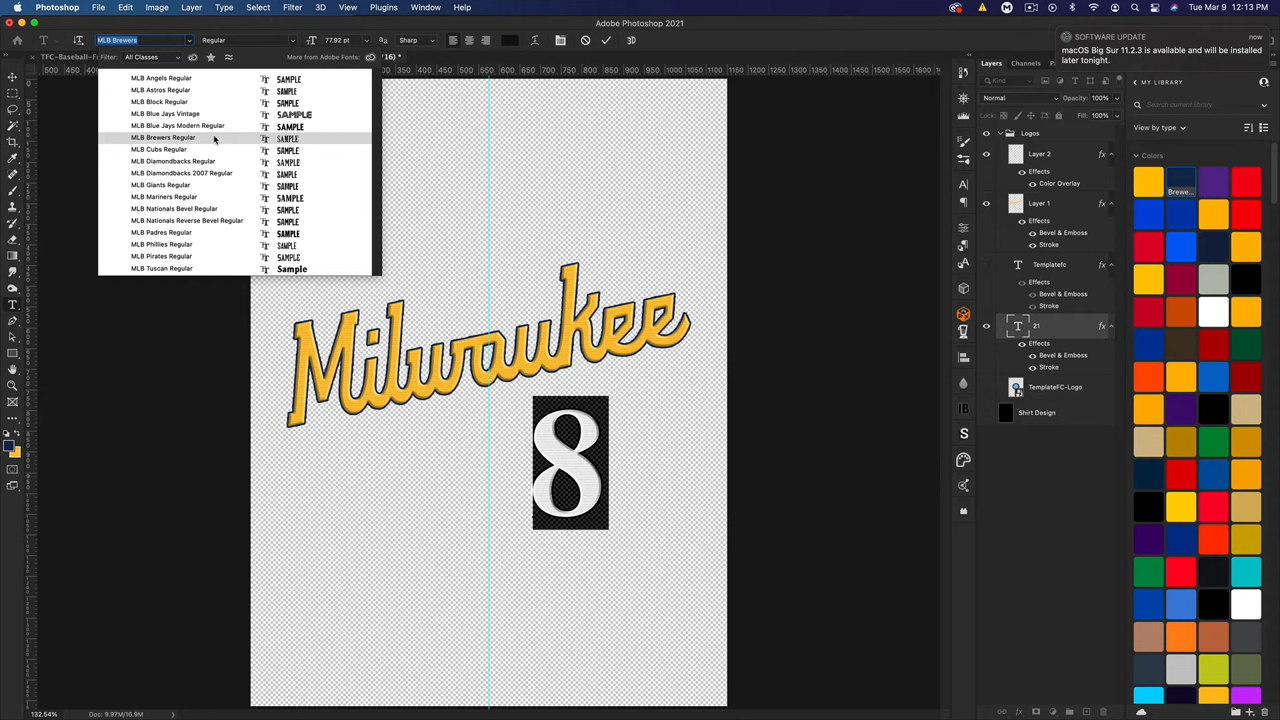 Photoshop File Edit Image Layer Type Select Filter 3D View Plugins Window Help
Adobe Photoshop 2021
MLB Brewers Regular 77.92 pt Sharp 3D
SOFTWARE UPDATE now
macOS Big Sur 11.2.3 is available and will be installed later tonight.
TFC-Baseball-F Filter: All Classes More from Adobe Fonts: 16) *
MLB Angels Regular SAMPLE
MLB Astros Regular SAMPLE
MLB Block Regular SAMPLE
MLB Blue Jays Vintage SAMPLE
MLB Blue Jays Modern Regular SAMPLE
MLB Brewers Regular SAMPLE
MLB Cubs Regular SAMPLE
MLB Diamondbacks Regular SAMPLE
MLB Diamondbacks 2007 Regular SAMPLE
MLB Giants Regular SAMPLE
MLB Mariners Regular SAMPLE
MLB Nationals Bevel Regular SAMPLE
MLB Nationals Reverse Bevel Regular SAMPLE
MLB Padres Regular SAMPLE
MLB Phillies Regular SAMPLE
MLB Pirates Regular SAMPLE
MLB Tuscan Regular Sample
Milwaukee
8
Layers Channels
Kind
Normal Opacity: 100%
Lock: Fill: 100%
Logos
Layer 2 fx
Effects
Color Overlay
Layer 1 fx
Effects
Bevel & Emboss
Stroke
Templatefc fx
Effects
Bevel & Emboss
Stroke
T 21 fx
Effects
Bevel & Emboss
Stroke
TemplateFC-Logo
Shirt Design
MY LIBRARY
Search current library
View by type
Colors
Brewe...
132.54% Doc: 9.97M/16.9M